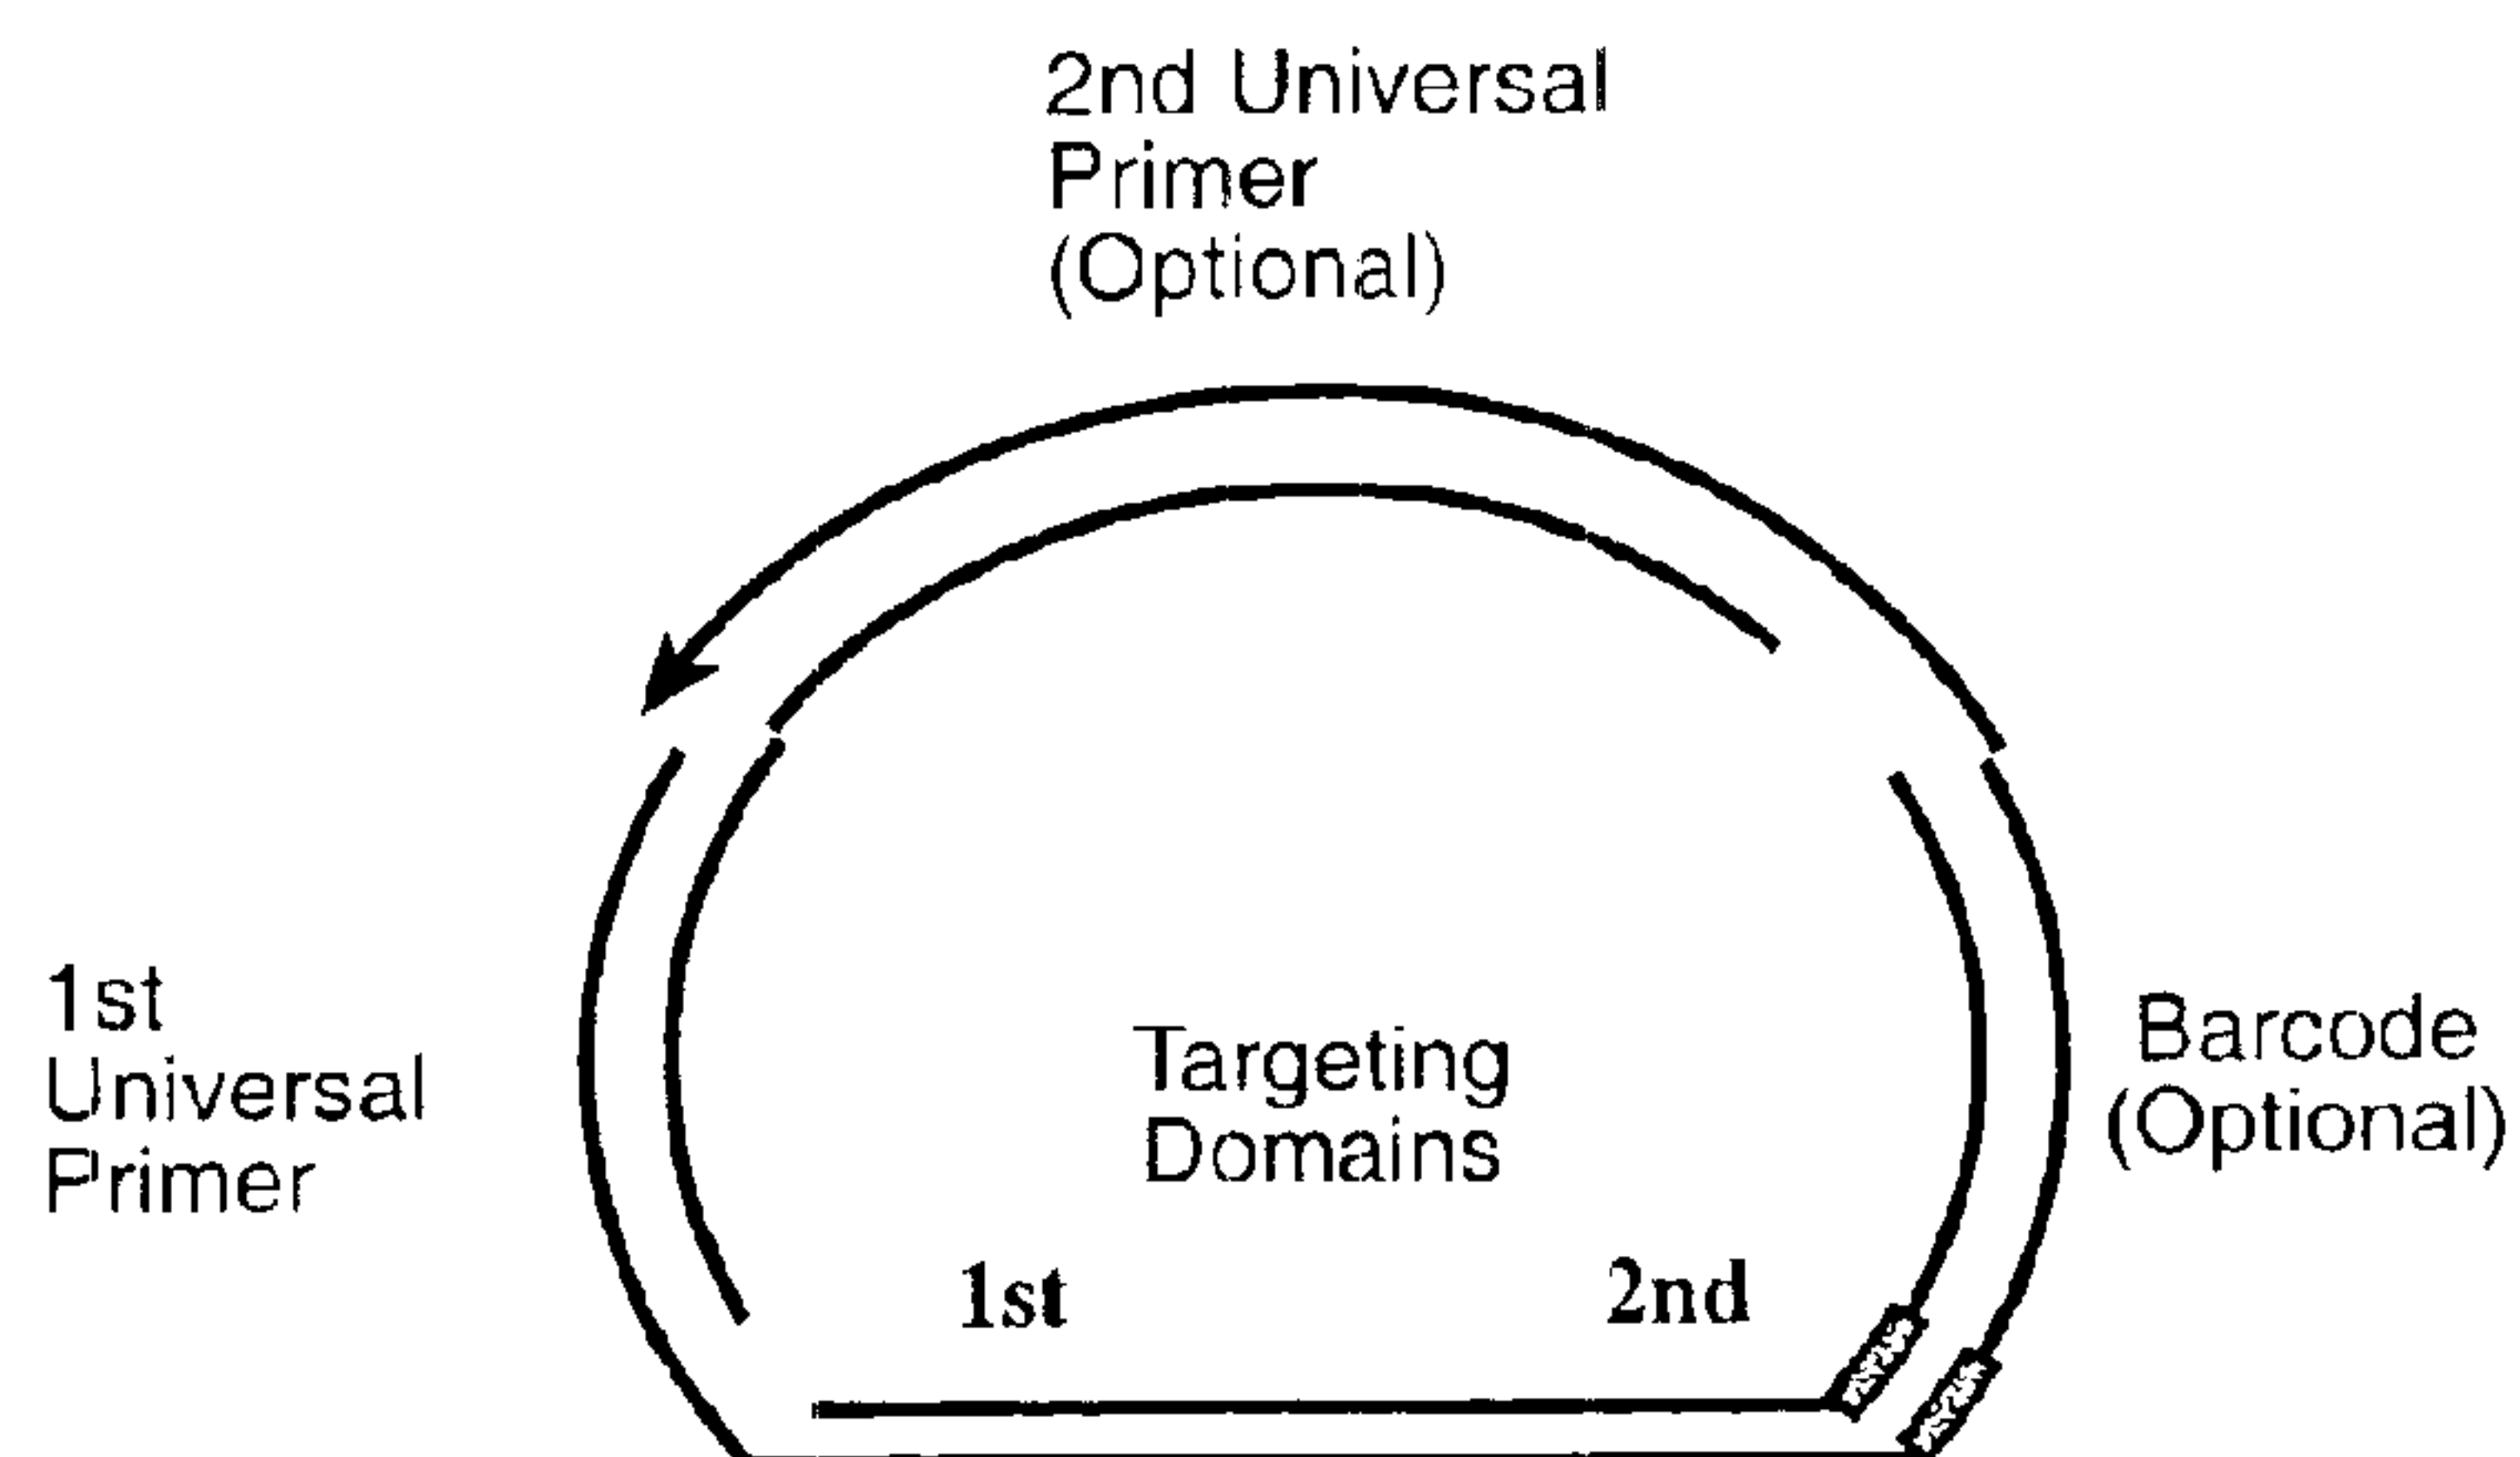 2nd Universal
Primer
(Optional)
1st
Universal
Primer
Targeting
Domains
Barcode
(Optional)
1st
2nd